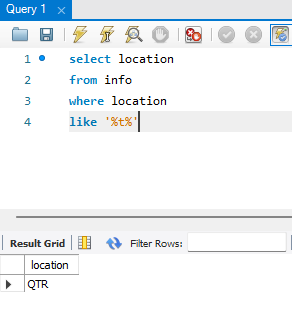 Query 1
1 select location
2 from info
3 where location
4 like '%t%'
Result Grid Filter Rows:
location
QTR